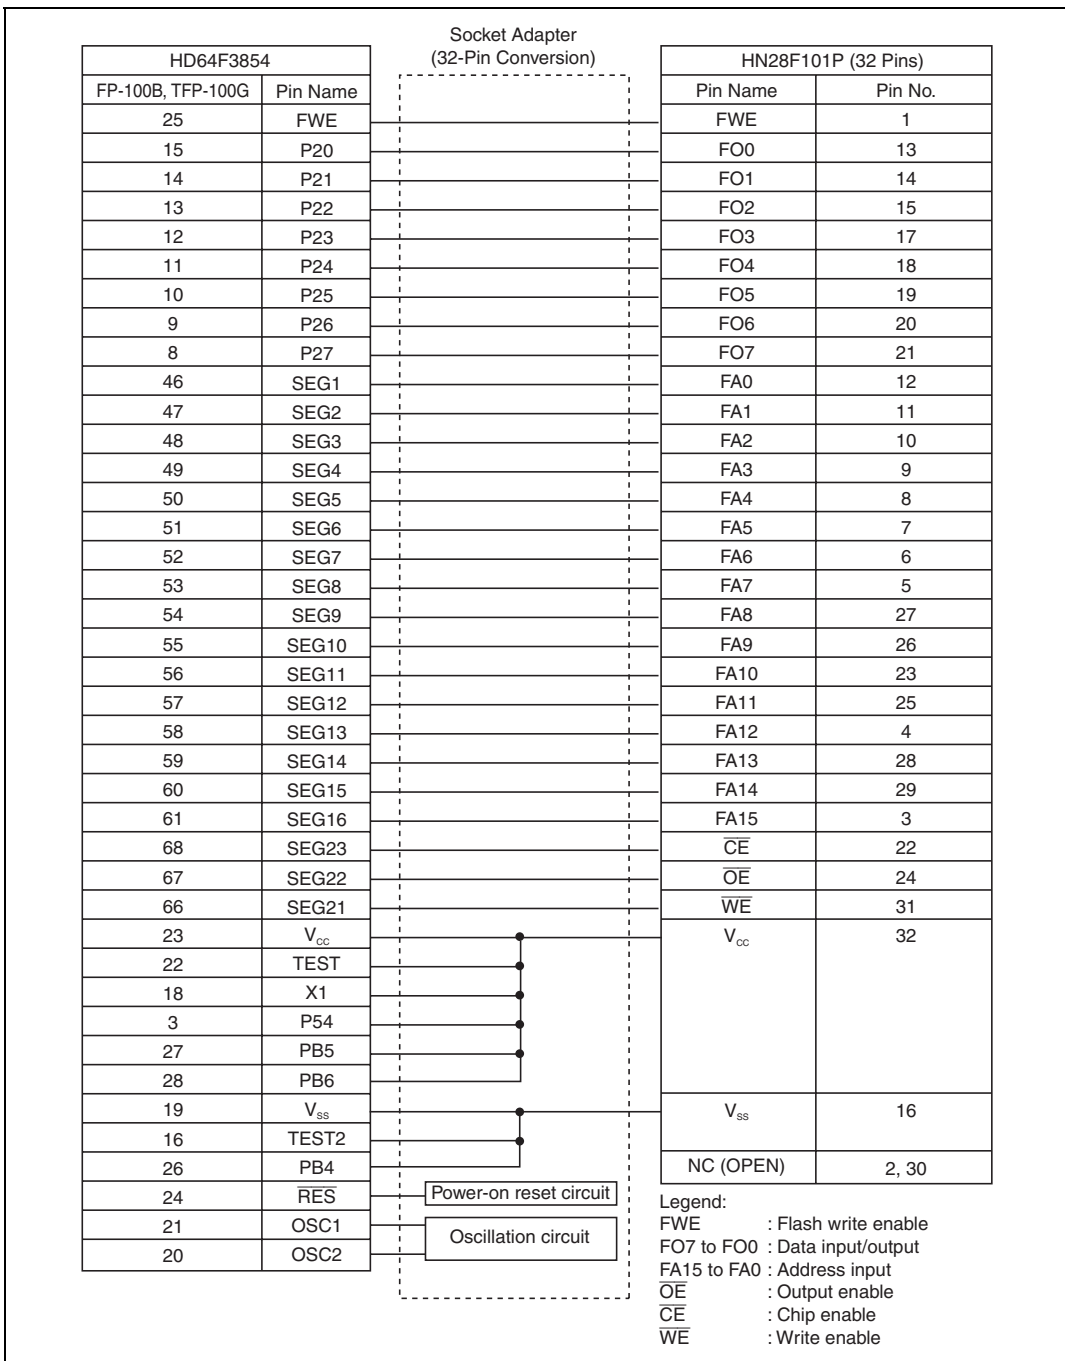 Socket Adapter
(32-Pin Conversion)
HD64F3854 HN28F101P (32 Pins)
FP-100B, TFP-100G Pin Name Pin Name Pin No.
25 FWE FWE 1
15 P20 FO0 13
14 P21 FO1 14
13 P22 FO2 15
12 P23 FO3 17
11 P24 FO4 18
10 P25 FO5 19
9 P26 FO6 20
8 P27 FO7 21
46 SEG1 FA0 12
47 SEG2 FA1 11
48 SEG3 FA2 10
49 SEG4 FA3 9
50 SEG5 FA4 8
51 SEG6 FA5 7
52 SEG7 FA6 6
53 SEG8 FA7 5
54 SEG9 FA8 27
55 SEG10 FA9 26
56 SEG11 FA10 23
57 SEG12 FA11 25
58 SEG13 FA12 4
59 SEG14 FA13 28
60 SEG15 FA14 29
61 SEG16 FA15 3
68 SEG23 C̅E̅ 22
67 SEG22 O̅E̅ 24
66 SEG21 W̅E̅ 31
23 Vcc Vcc 32
22 TEST
18 X1
3 P54
27 PB5
28 PB6
19 Vss Vss 16
16 TEST2
26 PB4 NC (OPEN) 2, 30
24 R̅E̅S̅ Power-on reset circuit
21 OSC1 Oscillation circuit
20 OSC2
Legend:
FWE : Flash write enable
FO7 to FO0 : Data input/output
FA15 to FA0 : Address input
O̅E̅ : Output enable
C̅E̅ : Chip enable
W̅E̅ : Write enable